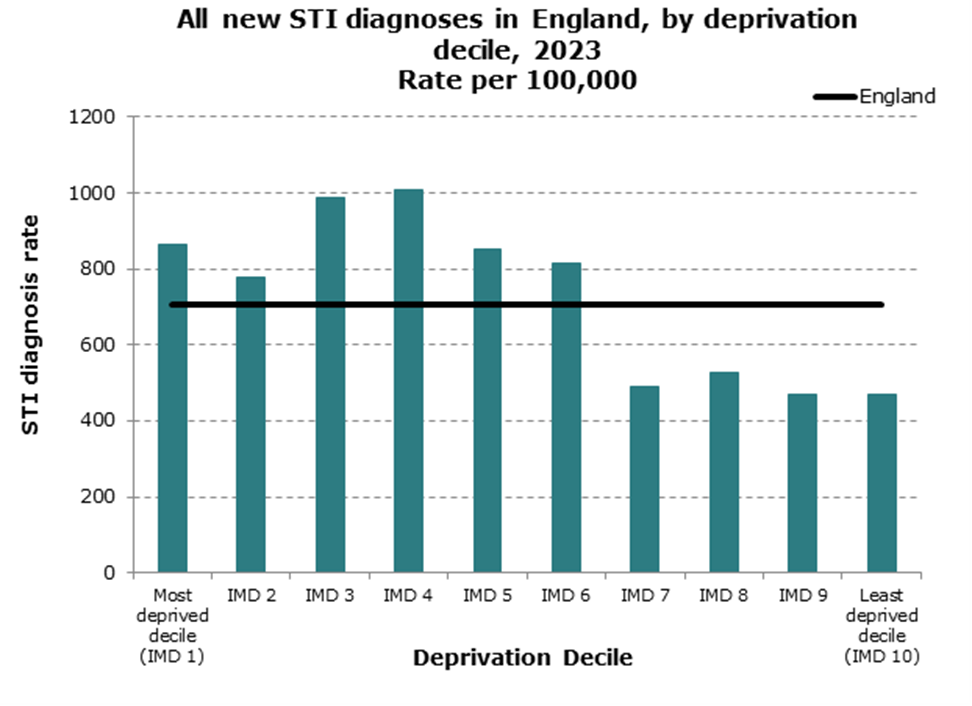 All new STI diagnoses in England, by deprivation
decile, 2023
Rate per 100,000
England
1200
1000
800
600
400
200
0
STI diagnosis rate
Most
deprived
decile
(IMD 1)
IMD 2
IMD 3
IMD 4
IMD 5
IMD 6
IMD 7
IMD 8
IMD 9
Least
deprived
decile
(IMD 10)
Deprivation Decile